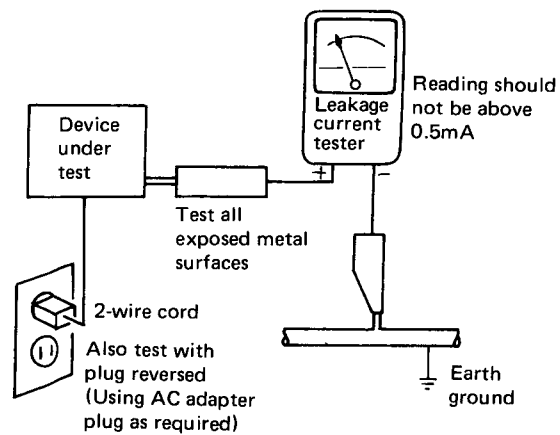 Device
under
test
Leakage
current
tester
Reading should
not be above
0.5mA
+
−
Test all
exposed metal
surfaces
2-wire cord
Also test with
plug reversed
(Using AC adapter
plug as required)
Earth
ground